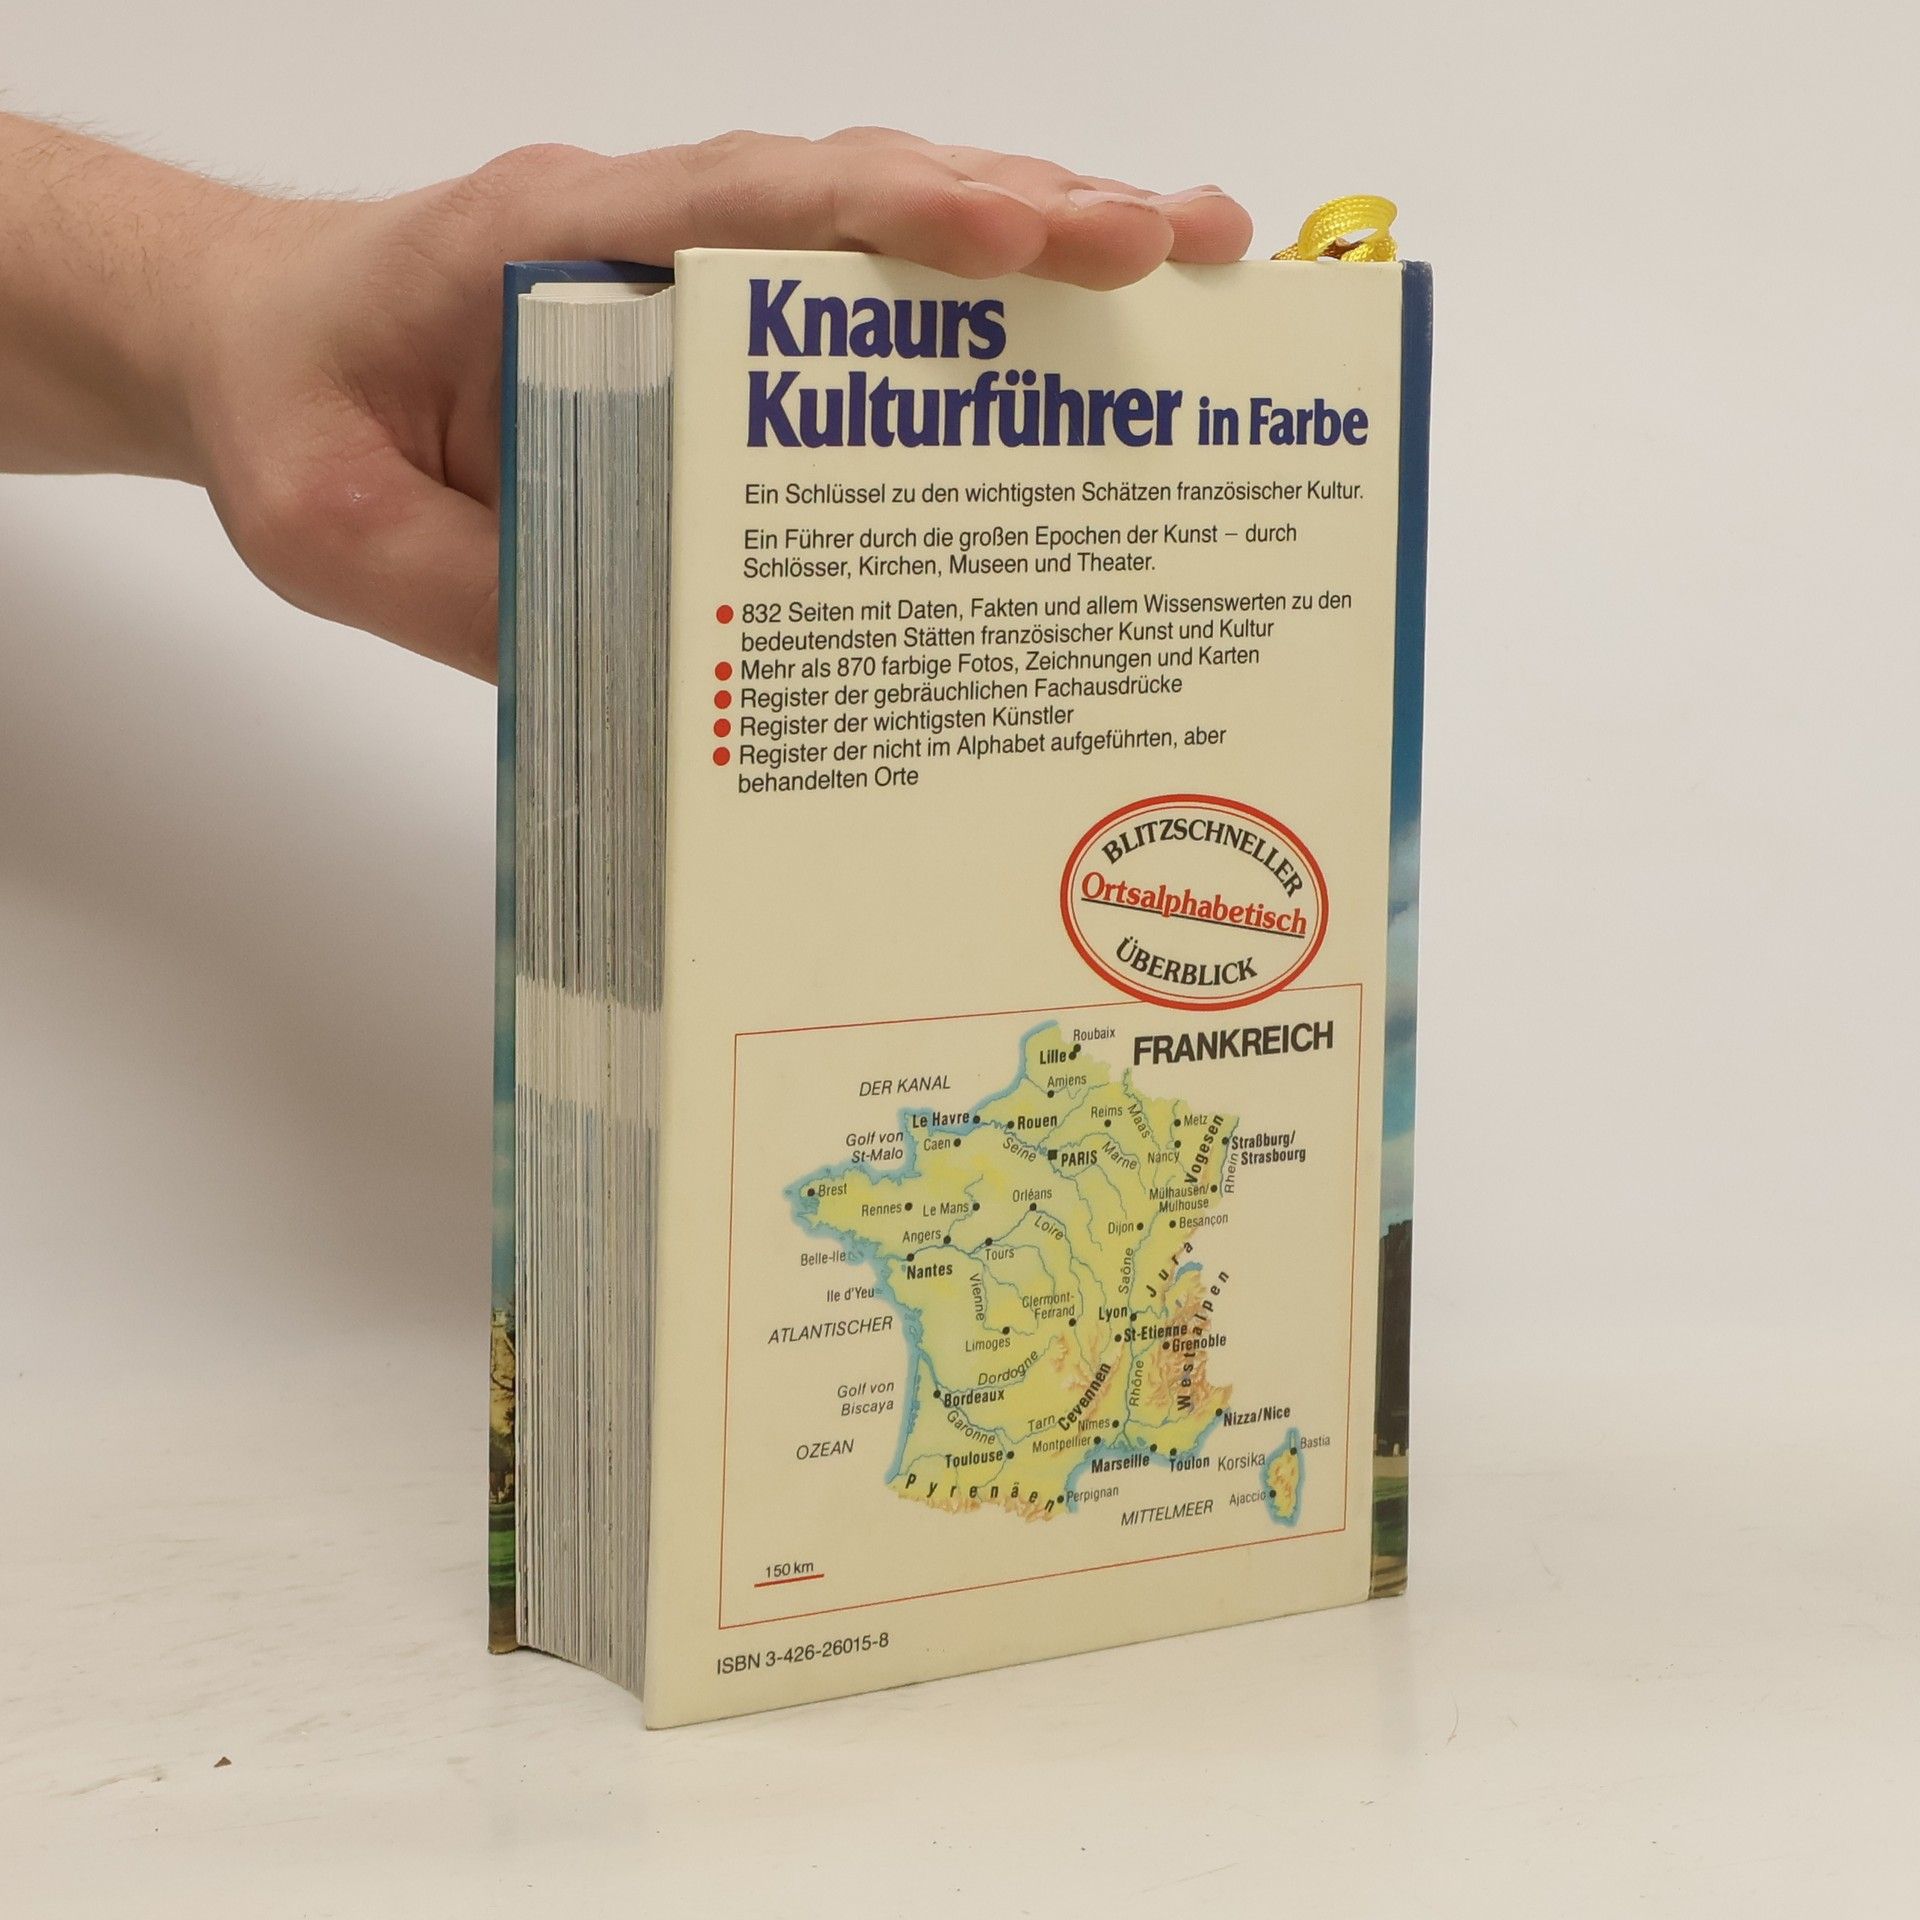 Knaurs
Kulturführer in Farbe
Ein Schlüssel zu den wichtigsten Schätzen französischer Kultur.
Ein Führer durch die großen Epochen der Kunst – durch
Schlösser, Kirchen, Museen und Theater.
832 Seiten mit Daten, Fakten und allem Wissenswerten zu den
bedeutendsten Stätten französischer Kunst und Kultur
Mehr als 870 farbige Fotos, Zeichnungen und Karten
Register der gebräuchlichen Fachausdrücke
Register der wichtigsten Künstler
Register der nicht im Alphabet aufgeführten, aber
behandelten Orte
BLITZSCHNELLER
Ortsalphabetisch
ÜBERBLICK
FRANKREICH
Roubaix
Lille
DER KANAL
Amiens
Le Havre
Rouen
Reims
Maas
Metz
Vogesen
Golf von
St-Malo
Caen
Seine
PARIS
Marne
Nancy
Straßburg/
Strasbourg
Rhein
Brest
Rennes
Le Mans
Orléans
Mülhausen/
Mulhouse
Loire
Dijon
Besançon
Angers
Tours
Belle-Ile
Nantes
Saône
Jura
Ile d'Yeu
Vienne
Clermont-
Ferrand
Lyon
ATLANTISCHER
Limoges
St-Etienne
Grenoble
Westalpen
Dordogne
Rhône
Golf von
Biscaya
Bordeaux
Cevennen
Garonne
Tarn
Nîmes
Nizza/Nice
OZEAN
Toulouse
Montpellier
Marseille
Toulon
Korsika
Bastia
Pyrenäen
Perpignan
MITTELMEER
Ajaccio
150 km
ISBN 3-426-26015-8